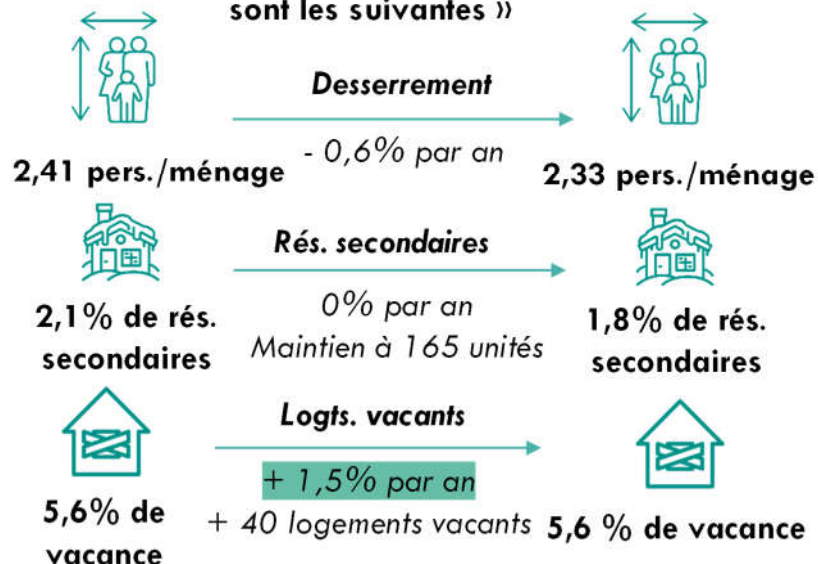 sont les suivantes »
Desserrement
- 0,6% par an
2,41 pers./ménage
2,33 pers./ménage
Rés. secondaires
0% par an
Maintien à 165 unités
2,1% de rés.
secondaires
1,8% de rés.
secondaires
Logts. vacants
+ 1,5% par an
+ 40 logements vacants
5,6% de
vacance
5,6 % de vacance